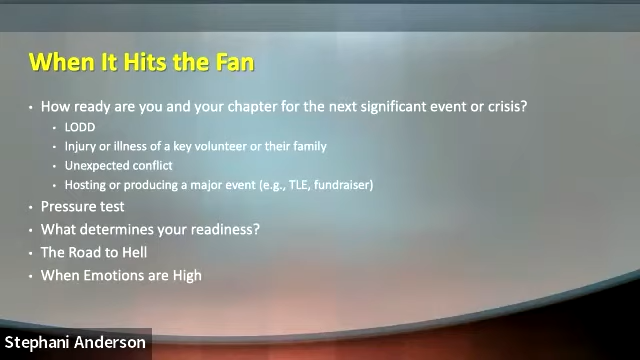 When It Hits the Fan
• How ready are you and your chapter for the next significant event or crisis?
• LODD
• Injury or illness of a key volunteer or their family
• Unexpected conflict
• Hosting or producing a major event (e.g., TLE, fundraiser)
• Pressure test
• What determines your readiness?
• The Road to Hell
• When Emotions are High
Stephani Anderson